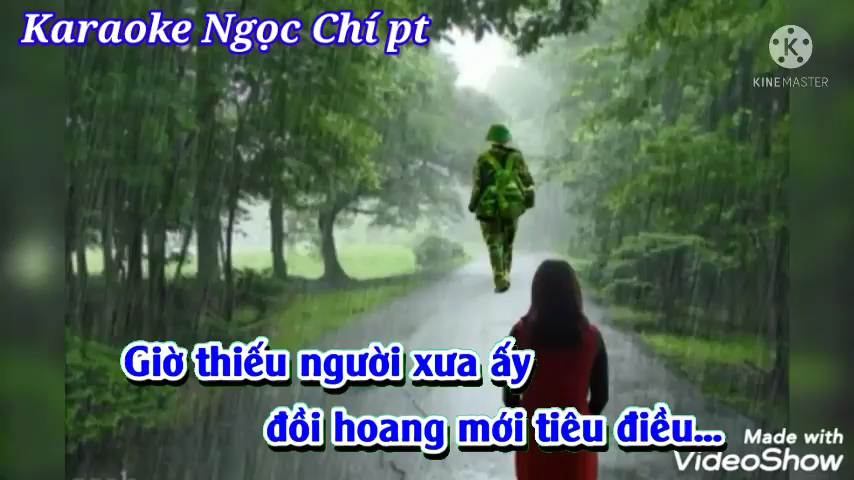 Karaoke Ngọc Chí pt
K
KINEMASTER
Giờ thiếu người xưa ấy
đồi hoang mới tiêu điều...
Made with
VideoShow